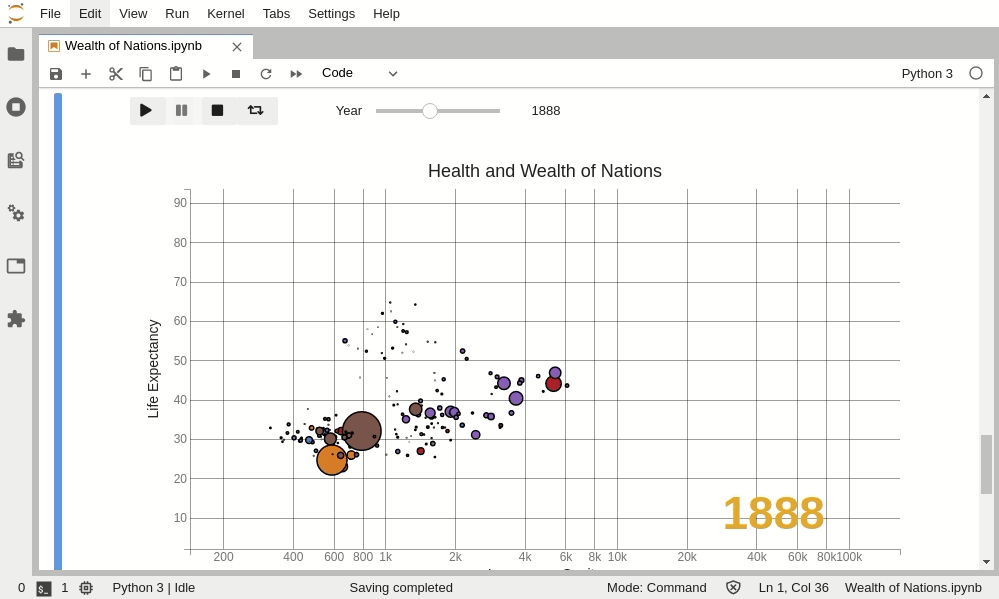 File Edit View Run Kernel Tabs Settings Help
Wealth of Nations.ipynb
Code
Python 3
Year 1888
Health and Wealth of Nations
Life Expectancy
90
80
70
60
50
40
30
20
10
1888
200 400 600 800 1k 2k 4k 6k 8k 10k 20k 40k 60k 80k 100k
0 $_ 1 Python 3 | Idle Saving completed Mode: Command Ln 1, Col 36 Wealth of Nations.ipynb